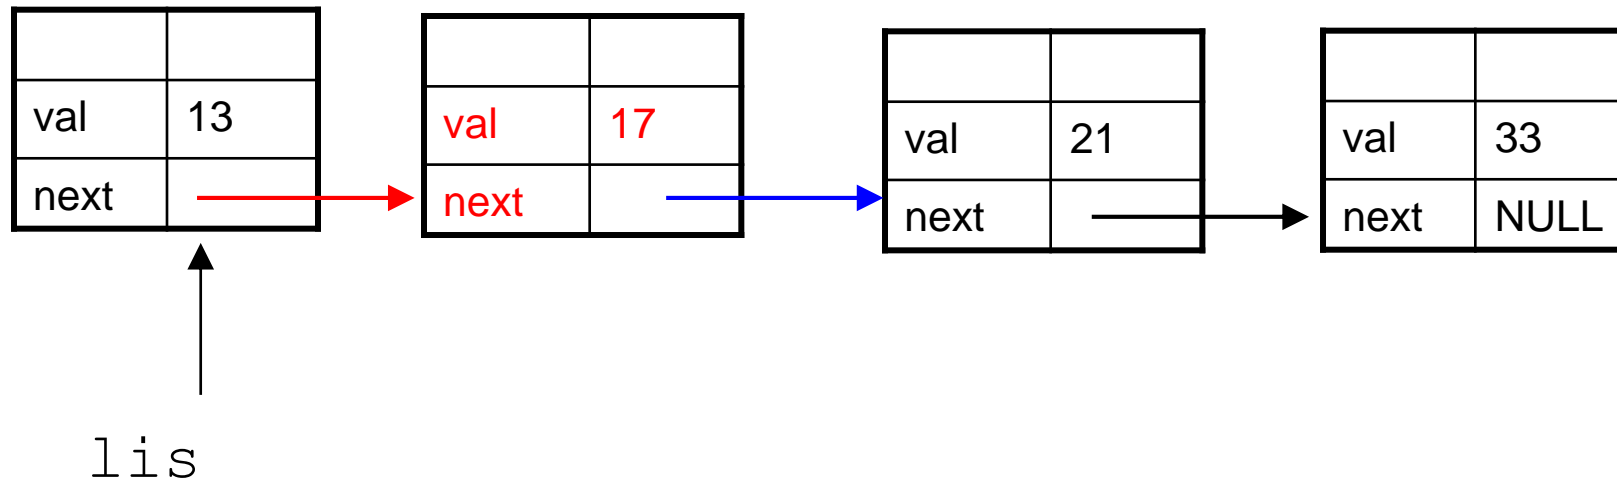 val 13
next
val 17
next
val 21
next
val 33
next NULL
lis